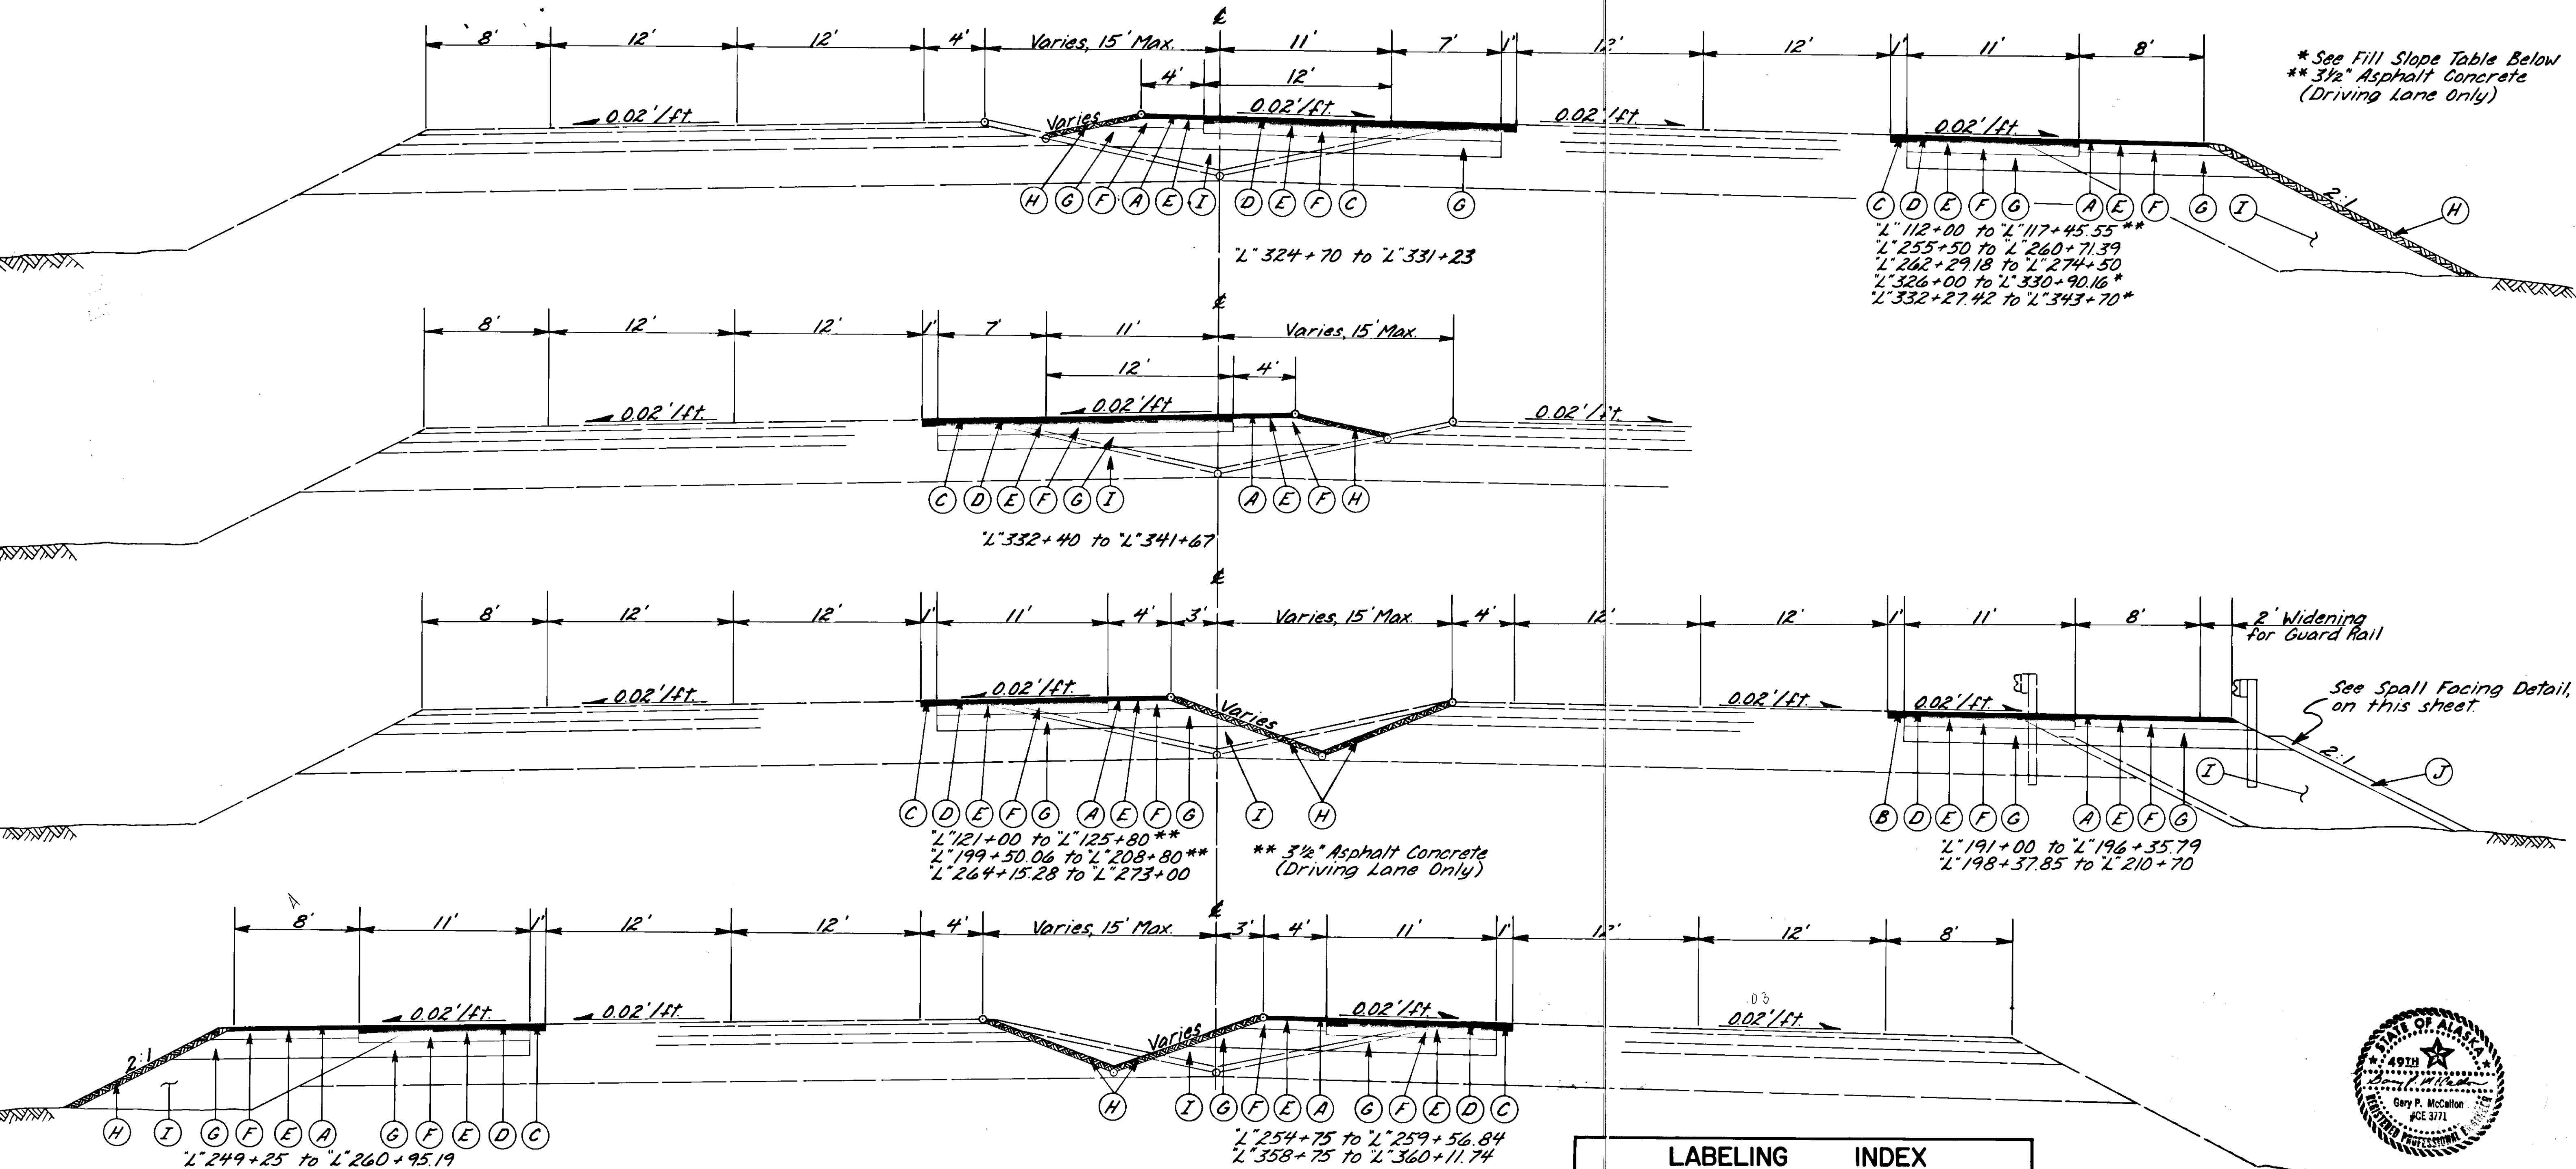 ℄
8' 12' 12' 4' Varies, 15' Max. 11' 7' 1' 12' 12' 1' 11' 8'
4' 12'
* See Fill Slope Table Below
** 3½" Asphalt Concrete
(Driving Lane Only)
0.02'/ft. Varies 0.02'/ft. 0.02'/ft. 0.02'/ft.
2:1
H G F A E I D E F C G C D E F G A E F G I H
"L" 324+70 to "L" 331+23
"L" 112+00 to "L" 117+45.55 **
"L" 255+50 to "L" 260+71.39
"L" 262+29.18 to "L" 274+50
"L" 326+00 to "L" 330+90.16 *
"L" 332+27.42 to "L" 343+70 *
℄
8' 12' 12' 1' 7' 11' Varies, 15' Max.
12' 4'
0.02'/ft. 0.02'/ft 0.02'/ft.
C D E F G I A E F H
"L" 332+40 to "L" 341+67
℄
8' 12' 12' 1' 11' 4' 3' Varies, 15' Max. 4' 12' 12' 1' 11' 8' 2' Widening
for Guard Rail
0.02'/ft. 0.02'/ft. Varies 0.02'/ft. 0.02'/ft.
See Spall Facing Detail,
on this sheet.
2:1
C D E F G A E F G I H B D E F G A E F G I J
"L" 121+00 to "L" 125+80 **
"L" 199+50.06 to "L" 208+80 **
"L" 264+15.28 to "L" 273+00
** 3½" Asphalt Concrete
(Driving Lane Only)
"L" 191+00 to "L" 196+35.79
"L" 198+37.85 to "L" 210+70
℄
8' 11' 1' 12' 12' 4' Varies, 15' Max. 3' 4' 11' 1' 12' 12' 8'
.03
2:1 0.02'/ft. 0.02'/ft. Varies 0.02'/ft. 0.02'/ft.
H I G F E A G F E D C H I G F E A G F E D C
"L" 249+25 to "L" 260+95.19
"L" 254+75 to "L" 259+56.84
"L" 358+75 to "L" 360+11.74
LABELING INDEX
STATE OF ALASKA
49TH
Gary P. McCallon
Gary P. McCallon
#CE 3771
REGISTERED PROFESSIONAL ENGINEER